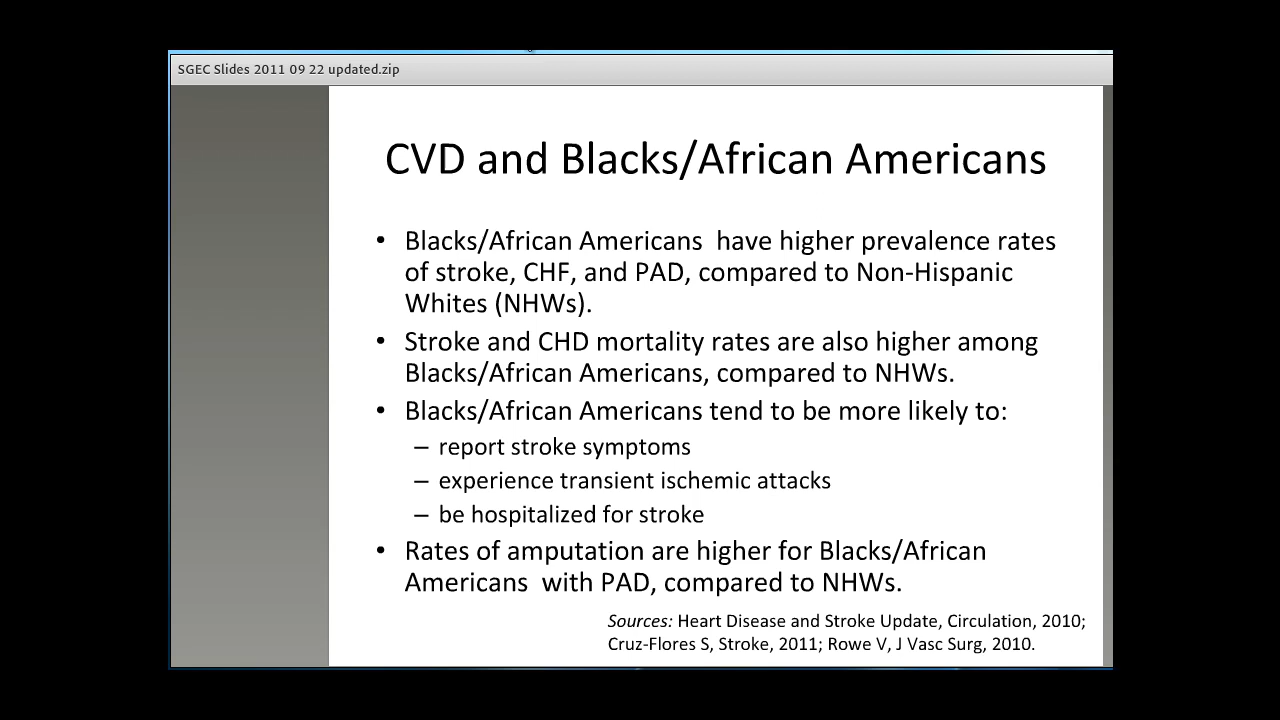 SGEC Slides 2011 09 22 updated.zip
CVD and Blacks/African Americans
• Blacks/African Americans  have higher prevalence rates
of stroke, CHF, and PAD, compared to Non-Hispanic
Whites (NHWs).
• Stroke and CHD mortality rates are also higher among
Blacks/African Americans, compared to NHWs.
• Blacks/African Americans tend to be more likely to:
– report stroke symptoms
– experience transient ischemic attacks
– be hospitalized for stroke
• Rates of amputation are higher for Blacks/African
Americans  with PAD, compared to NHWs.
Sources: Heart Disease and Stroke Update, Circulation, 2010;
Cruz-Flores S, Stroke, 2011; Rowe V, J Vasc Surg, 2010.